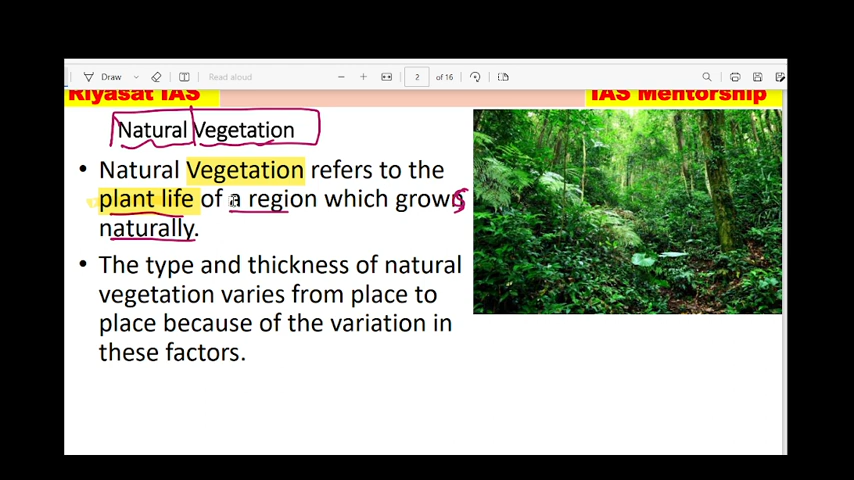 Draw
Read aloud
2 of 16
Riyasat IAS
IAS Mentorship
Natural Vegetation
• Natural Vegetation refers to the
plant life of a region which grows
naturally.
• The type and thickness of natural
vegetation varies from place to
place because of the variation in
these factors.